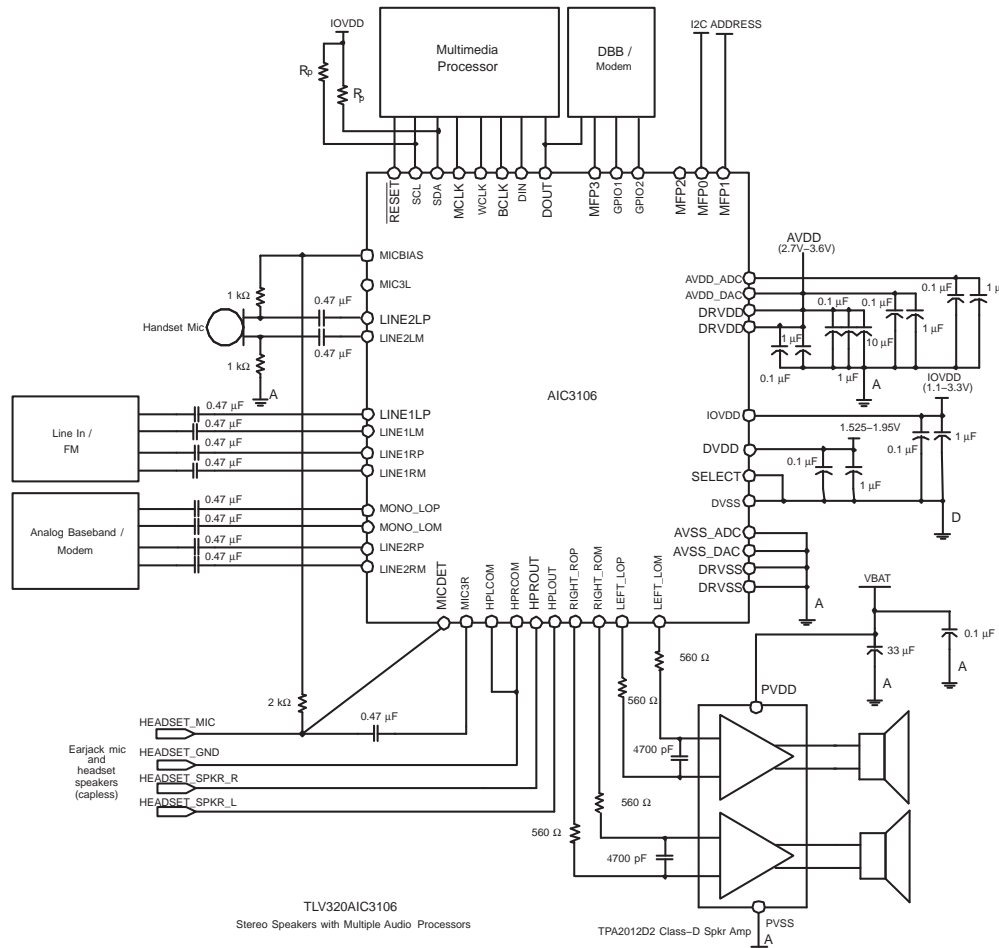 IOVDD
Multimedia
Processor
DBB /
Modem
I2C ADDRESS
Rp
Rp
RESET
SCL
SDA
MCLK
WCLK
BCLK
DIN
DOUT
MFP3
GPIO1
GPIO2
MFP2
MFP0
MFP1
AVDD
(2.7V–3.6V)
MICBIAS
MIC3L
LINE2LP
LINE2LM
Handset Mic
1 kΩ
0.47 μF
0.47 μF
1 kΩ
A
AVDD_ADC
AVDD_DAC
DRVDD
DRVDD
0.1 μF
0.1 μF
0.1 μF
1 μ
1 μF
1 μF
10 μF
0.1 μF
1 μF
A
AIC3106
IOVDD
(1.1–3.3V)
Line In /
FM
0.47 μF
0.47 μF
0.47 μF
0.47 μF
LINE1LP
LINE1LM
LINE1RP
LINE1RM
IOVDD
DVDD
SELECT
DVSS
1.525–1.95V
0.1 μF
1 μF
0.1 μF
1 μF
D
Analog Baseband /
Modem
0.47 μF
0.47 μF
0.47 μF
0.47 μF
MONO_LOP
MONO_LOM
LINE2RP
LINE2RM
AVSS_ADC
AVSS_DAC
DRVSS
DRVSS
A
MICDET
MIC3R
HPLCOM
HPRCOM
HPROUT
HPLOUT
RIGHT_ROP
RIGHT_ROM
LEFT_LOP
LEFT_LOM
VBAT
0.1 μF
33 μF
A
A
560 Ω
560 Ω
PVDD
2 kΩ
0.47 μF
HEADSET_MIC
HEADSET_GND
HEADSET_SPKR_R
HEADSET_SPKR_L
Earjack mic
and
headset
speakers
(capless)
4700 pF
560 Ω
560 Ω
4700 pF
TLV320AIC3106
Stereo Speakers with Multiple Audio Processors
TPA2012D2 Class–D Spkr Amp
PVSS
A